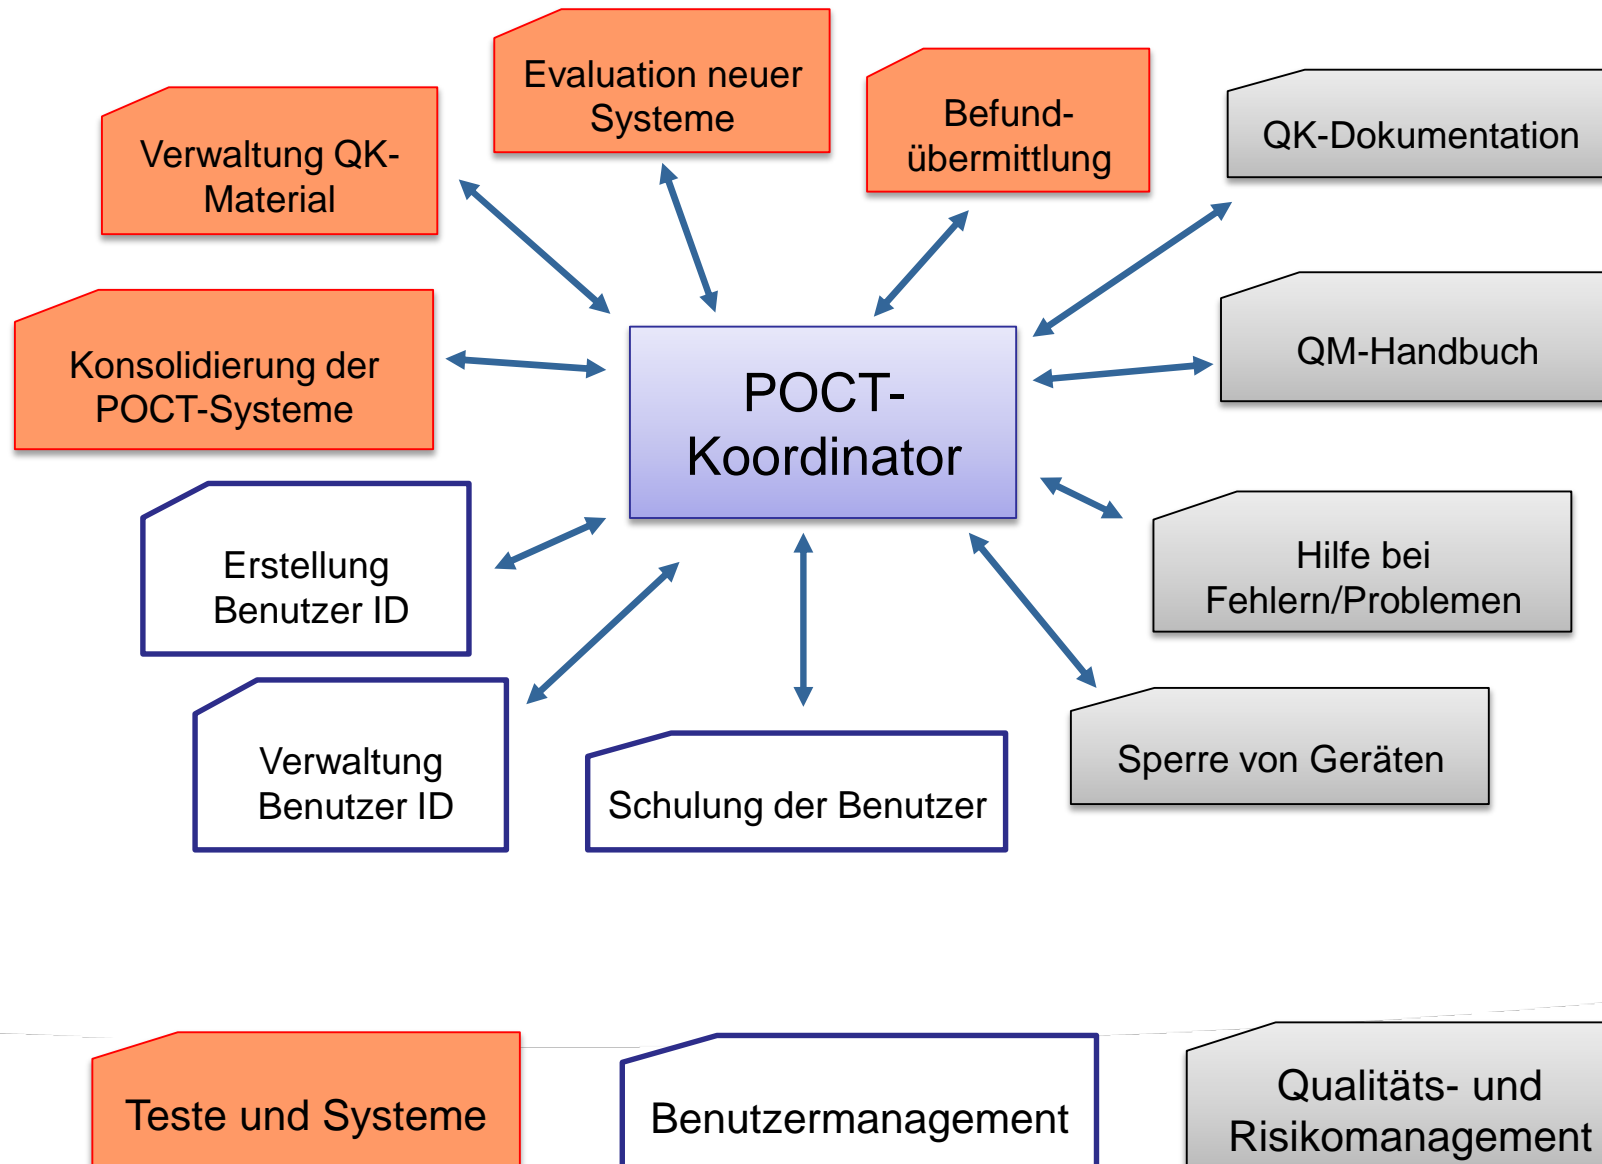 Evaluation neuer
Systeme
Befund-
übermittlung
QK-Dokumentation
Verwaltung QK-
Material
Konsolidierung der
POCT-Systeme
POCT-
Koordinator
QM-Handbuch
Erstellung
Benutzer ID
Hilfe bei
Fehlern/Problemen
Verwaltung
Benutzer ID
Schulung der Benutzer
Sperre von Geräten
Teste und Systeme
Benutzermanagement
Qualitäts- und
Risikomanagement